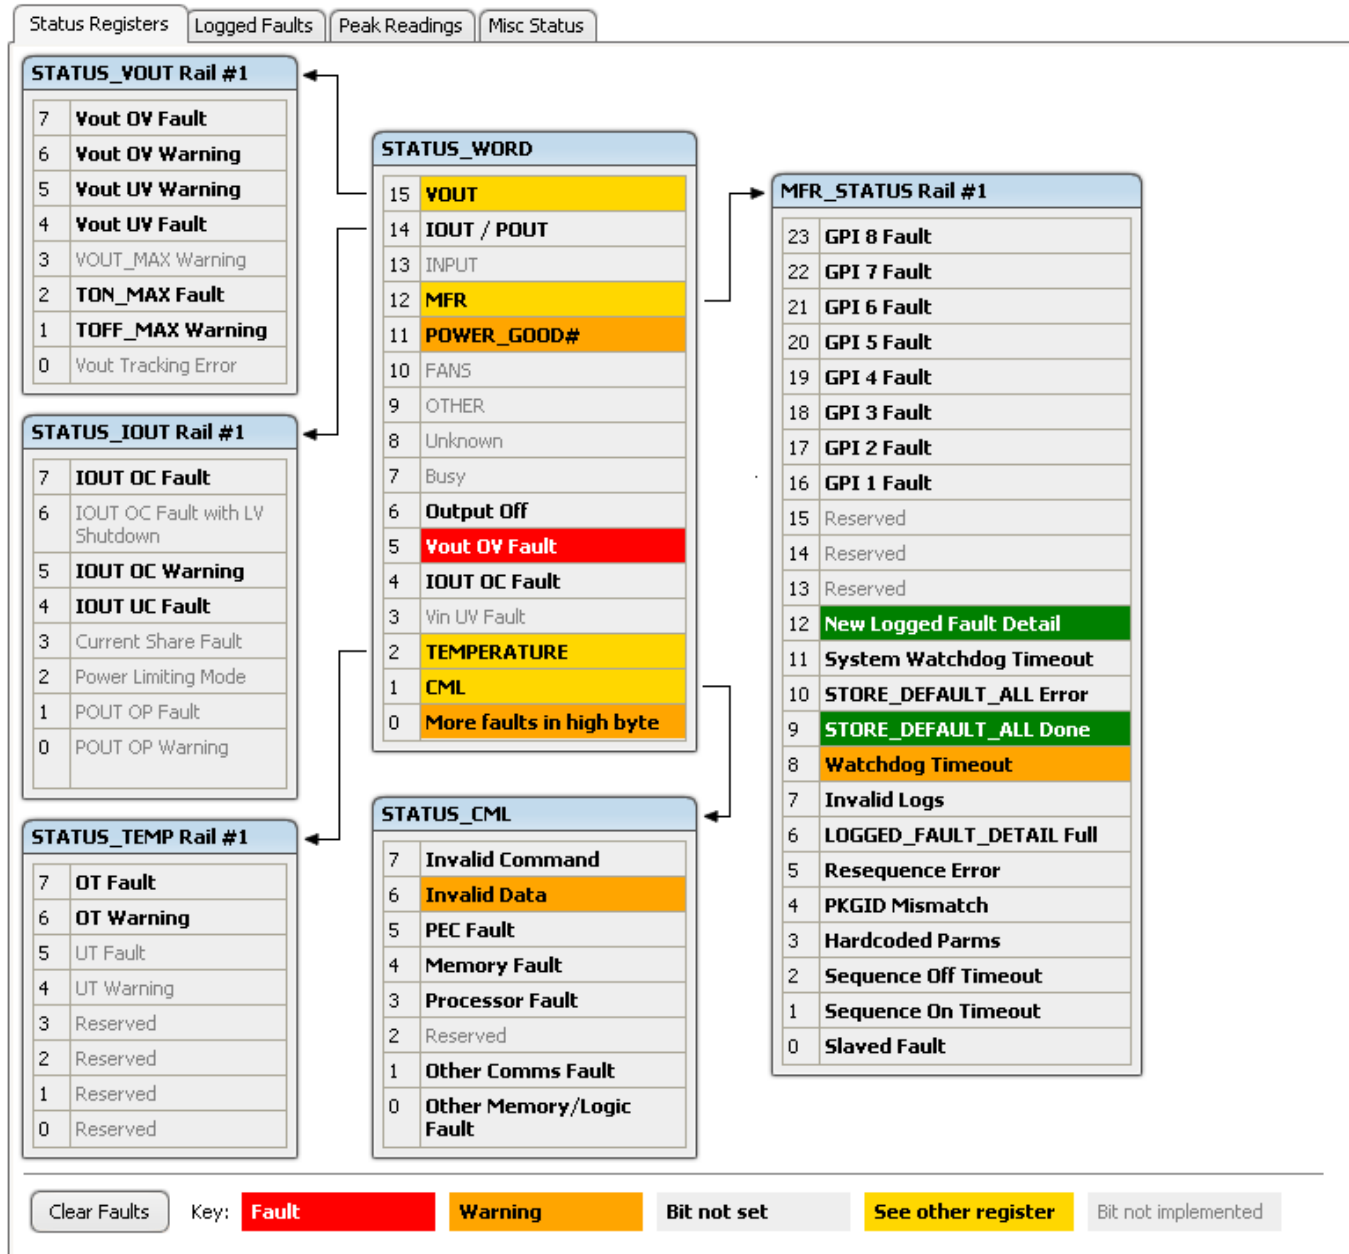 Status Registers Logged Faults Peak Readings Misc Status
STATUS_VOUT Rail #1
7 Vout OV Fault
6 Vout OV Warning
5 Vout UV Warning
4 Vout UV Fault
3 VOUT_MAX Warning
2 TON_MAX Fault
1 TOFF_MAX Warning
0 Vout Tracking Error
STATUS_IOUT Rail #1
7 IOUT OC Fault
6 IOUT OC Fault with LV
Shutdown
5 IOUT OC Warning
4 IOUT UC Fault
3 Current Share Fault
2 Power Limiting Mode
1 POUT OP Fault
0 POUT OP Warning
STATUS_TEMP Rail #1
7 OT Fault
6 OT Warning
5 UT Fault
4 UT Warning
3 Reserved
2 Reserved
1 Reserved
0 Reserved
STATUS_WORD
15 VOUT
14 IOUT / POUT
13 INPUT
12 MFR
11 POWER_GOOD#
10 FANS
9 OTHER
8 Unknown
7 Busy
6 Output Off
5 Vout OV Fault
4 IOUT OC Fault
3 Vin UV Fault
2 TEMPERATURE
1 CML
0 More faults in high byte
STATUS_CML
7 Invalid Command
6 Invalid Data
5 PEC Fault
4 Memory Fault
3 Processor Fault
2 Reserved
1 Other Comms Fault
0 Other Memory/Logic
Fault
MFR_STATUS Rail #1
23 GPI 8 Fault
22 GPI 7 Fault
21 GPI 6 Fault
20 GPI 5 Fault
19 GPI 4 Fault
18 GPI 3 Fault
17 GPI 2 Fault
16 GPI 1 Fault
15 Reserved
14 Reserved
13 Reserved
12 New Logged Fault Detail
11 System Watchdog Timeout
10 STORE_DEFAULT_ALL Error
9 STORE_DEFAULT_ALL Done
8 Watchdog Timeout
7 Invalid Logs
6 LOGGED_FAULT_DETAIL Full
5 Resequence Error
4 PKGID Mismatch
3 Hardcoded Parms
2 Sequence Off Timeout
1 Sequence On Timeout
0 Slaved Fault
Clear Faults Key: Fault Warning Bit not set See other register Bit not implemented